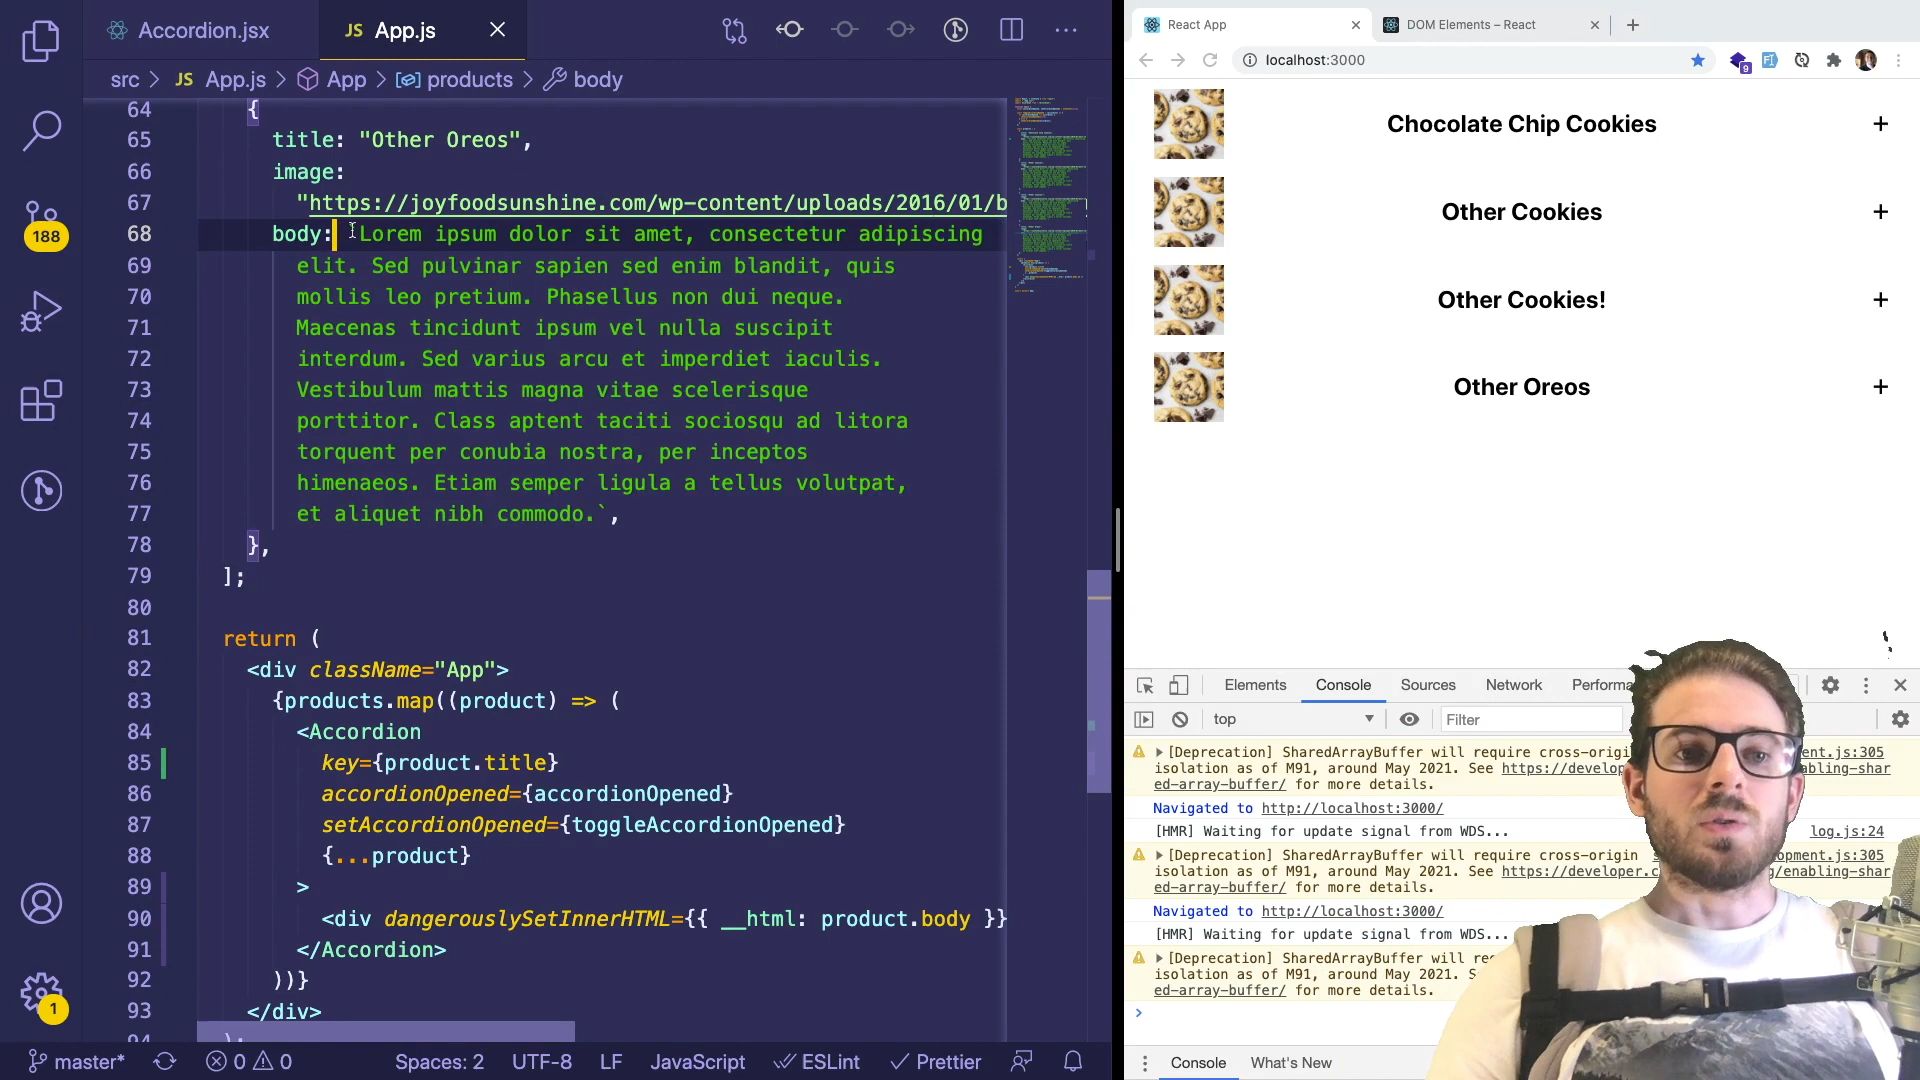 Accordion.jsx
JS App.js
src > JS App.js > App > products > body
64 {
65 title: "Other Oreos",
66 image:
67 "https://joyfoodsunshine.com/wp-content/uploads/2016/01/b
68 body: `Lorem ipsum dolor sit amet, consectetur adipiscing
69 elit. Sed pulvinar sapien sed enim blandit, quis
70 mollis leo pretium. Phasellus non dui neque.
71 Maecenas tincidunt ipsum vel nulla suscipit
72 interdum. Sed varius arcu et imperdiet iaculis.
73 Vestibulum mattis magna vitae scelerisque
74 porttitor. Class aptent taciti sociosqu ad litora
75 torquent per conubia nostra, per inceptos
76 himenaeos. Etiam semper ligula a tellus volutpat,
77 et aliquet nibh commodo.`,
78 },
79 ];
80
81 return (
82 <div className="App">
83 {products.map((product) => (
84 <Accordion
85 key={product.title}
86 accordionOpened={accordionOpened}
87 setAccordionOpened={toggleAccordionOpened}
88 {...product}
89 >
90 <div dangerouslySetInnerHTML={{ __html: product.body }}
91 </Accordion>
92 ))}
93 </div>
94 );
188
1
master* 0 0 Spaces: 2 UTF-8 LF JavaScript ESLint Prettier
React App
DOM Elements – React
localhost:3000
9
Chocolate Chip Cookies +
Other Cookies +
Other Cookies! +
Other Oreos +
Elements Console Sources Network Performa
top Filter
[Deprecation] SharedArrayBuffer will require cross-origi ent.js:305
isolation as of M91, around May 2021. See https://develop abling-shar
ed-array-buffer/ for more details.
Navigated to http://localhost:3000/
[HMR] Waiting for update signal from WDS... log.js:24
[Deprecation] SharedArrayBuffer will require cross-origin opment.js:305
isolation as of M91, around May 2021. See https://developer.c g/enabling-shar
ed-array-buffer/ for more details.
Navigated to http://localhost:3000/
[HMR] Waiting for update signal from WDS...
[Deprecation] SharedArrayBuffer will re
isolation as of M91, around May 2021. S
ed-array-buffer/ for more details.
Console What's New